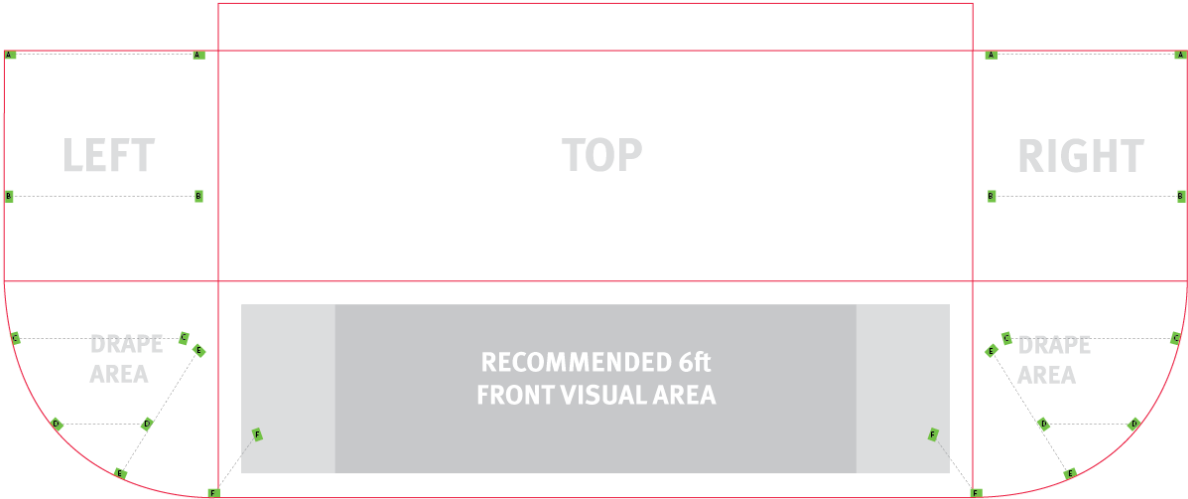 A A A A
LEFT TOP RIGHT
B B B B
C C C C
DRAPE
AREA
E E
DRAPE
AREA
RECOMMENDED 6ft
FRONT VISUAL AREA
D D D D
F F
E E
F F